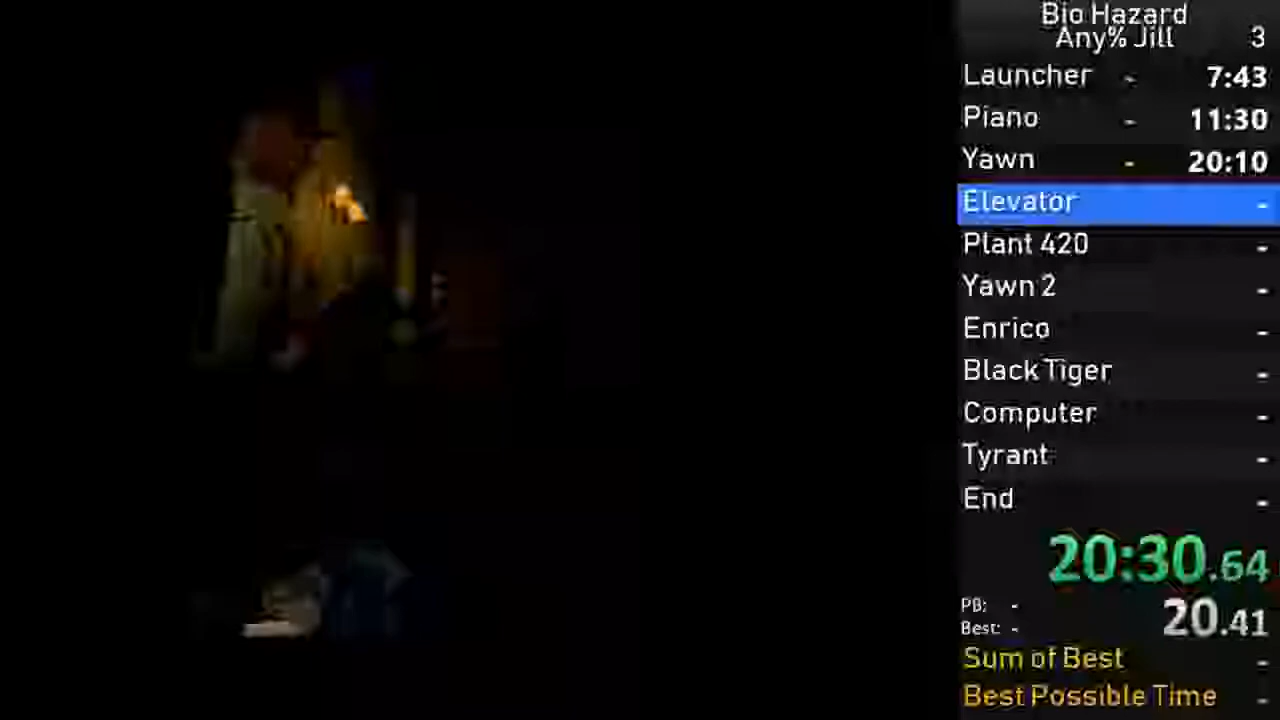 Bio Hazard
Any% Jill 3
Launcher - 7:43
Piano - 11:30
Yawn - 20:10
Elevator -
Plant 420 -
Yawn 2 -
Enrico -
Black Tiger -
Computer -
Tyrant -
End -
20:30.64
PB: - 20.41
Best: -
Sum of Best -
Best Possible Time -